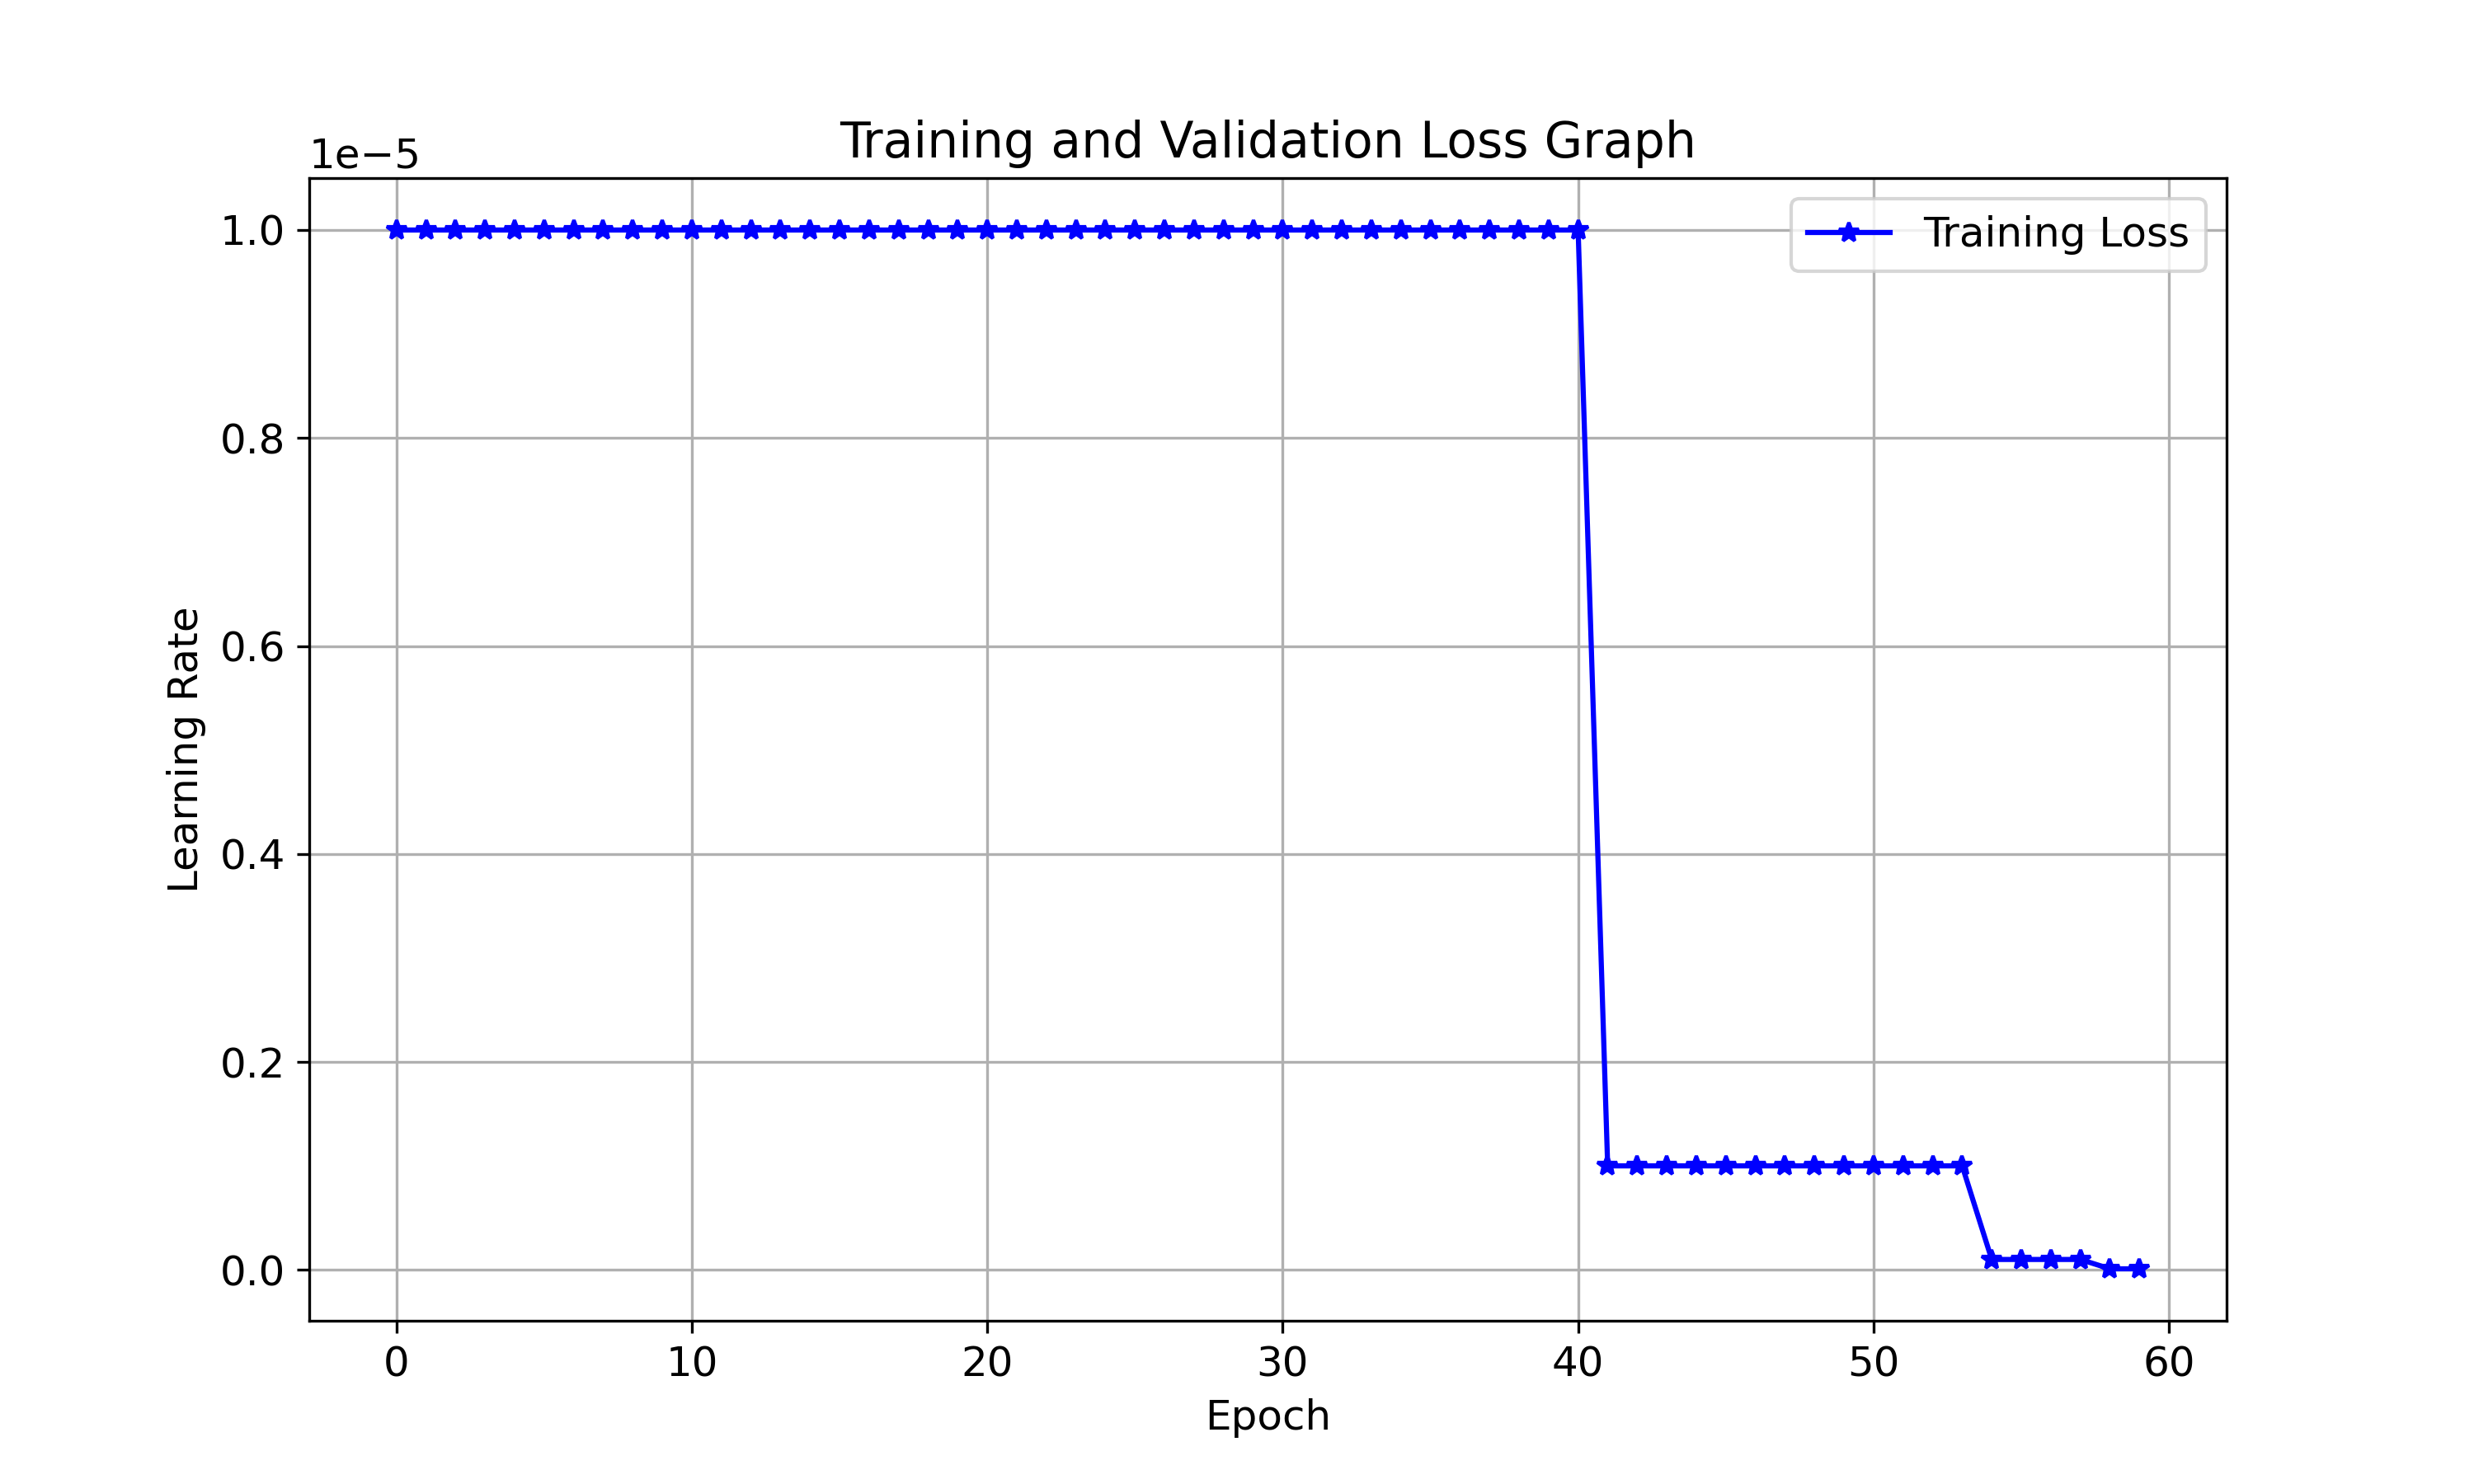 Training and Validation Loss Graph
1e−5
Training Loss
1.0
0.8
0.6
0.4
0.2
0.0
Learning Rate
0 10 20 30 40 50 60
Epoch